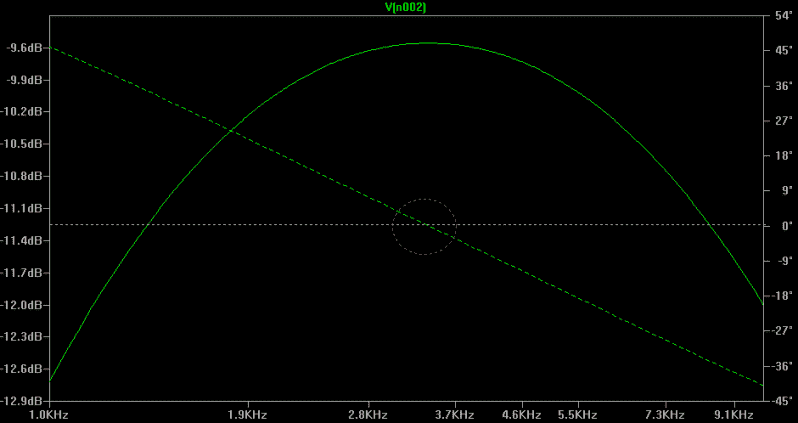 V(n002)
54°
-9.6dB
45°
-9.9dB
36°
-10.2dB
27°
-10.5dB
18°
-10.8dB
9°
-11.1dB
0°
-11.4dB
-9°
-11.7dB
-18°
-12.0dB
-27°
-12.3dB
-36°
-12.6dB
-45°
-12.9dB
1.0KHz 1.9KHz 2.8KHz 3.7KHz 4.6KHz 5.5KHz 7.3KHz 9.1KHz